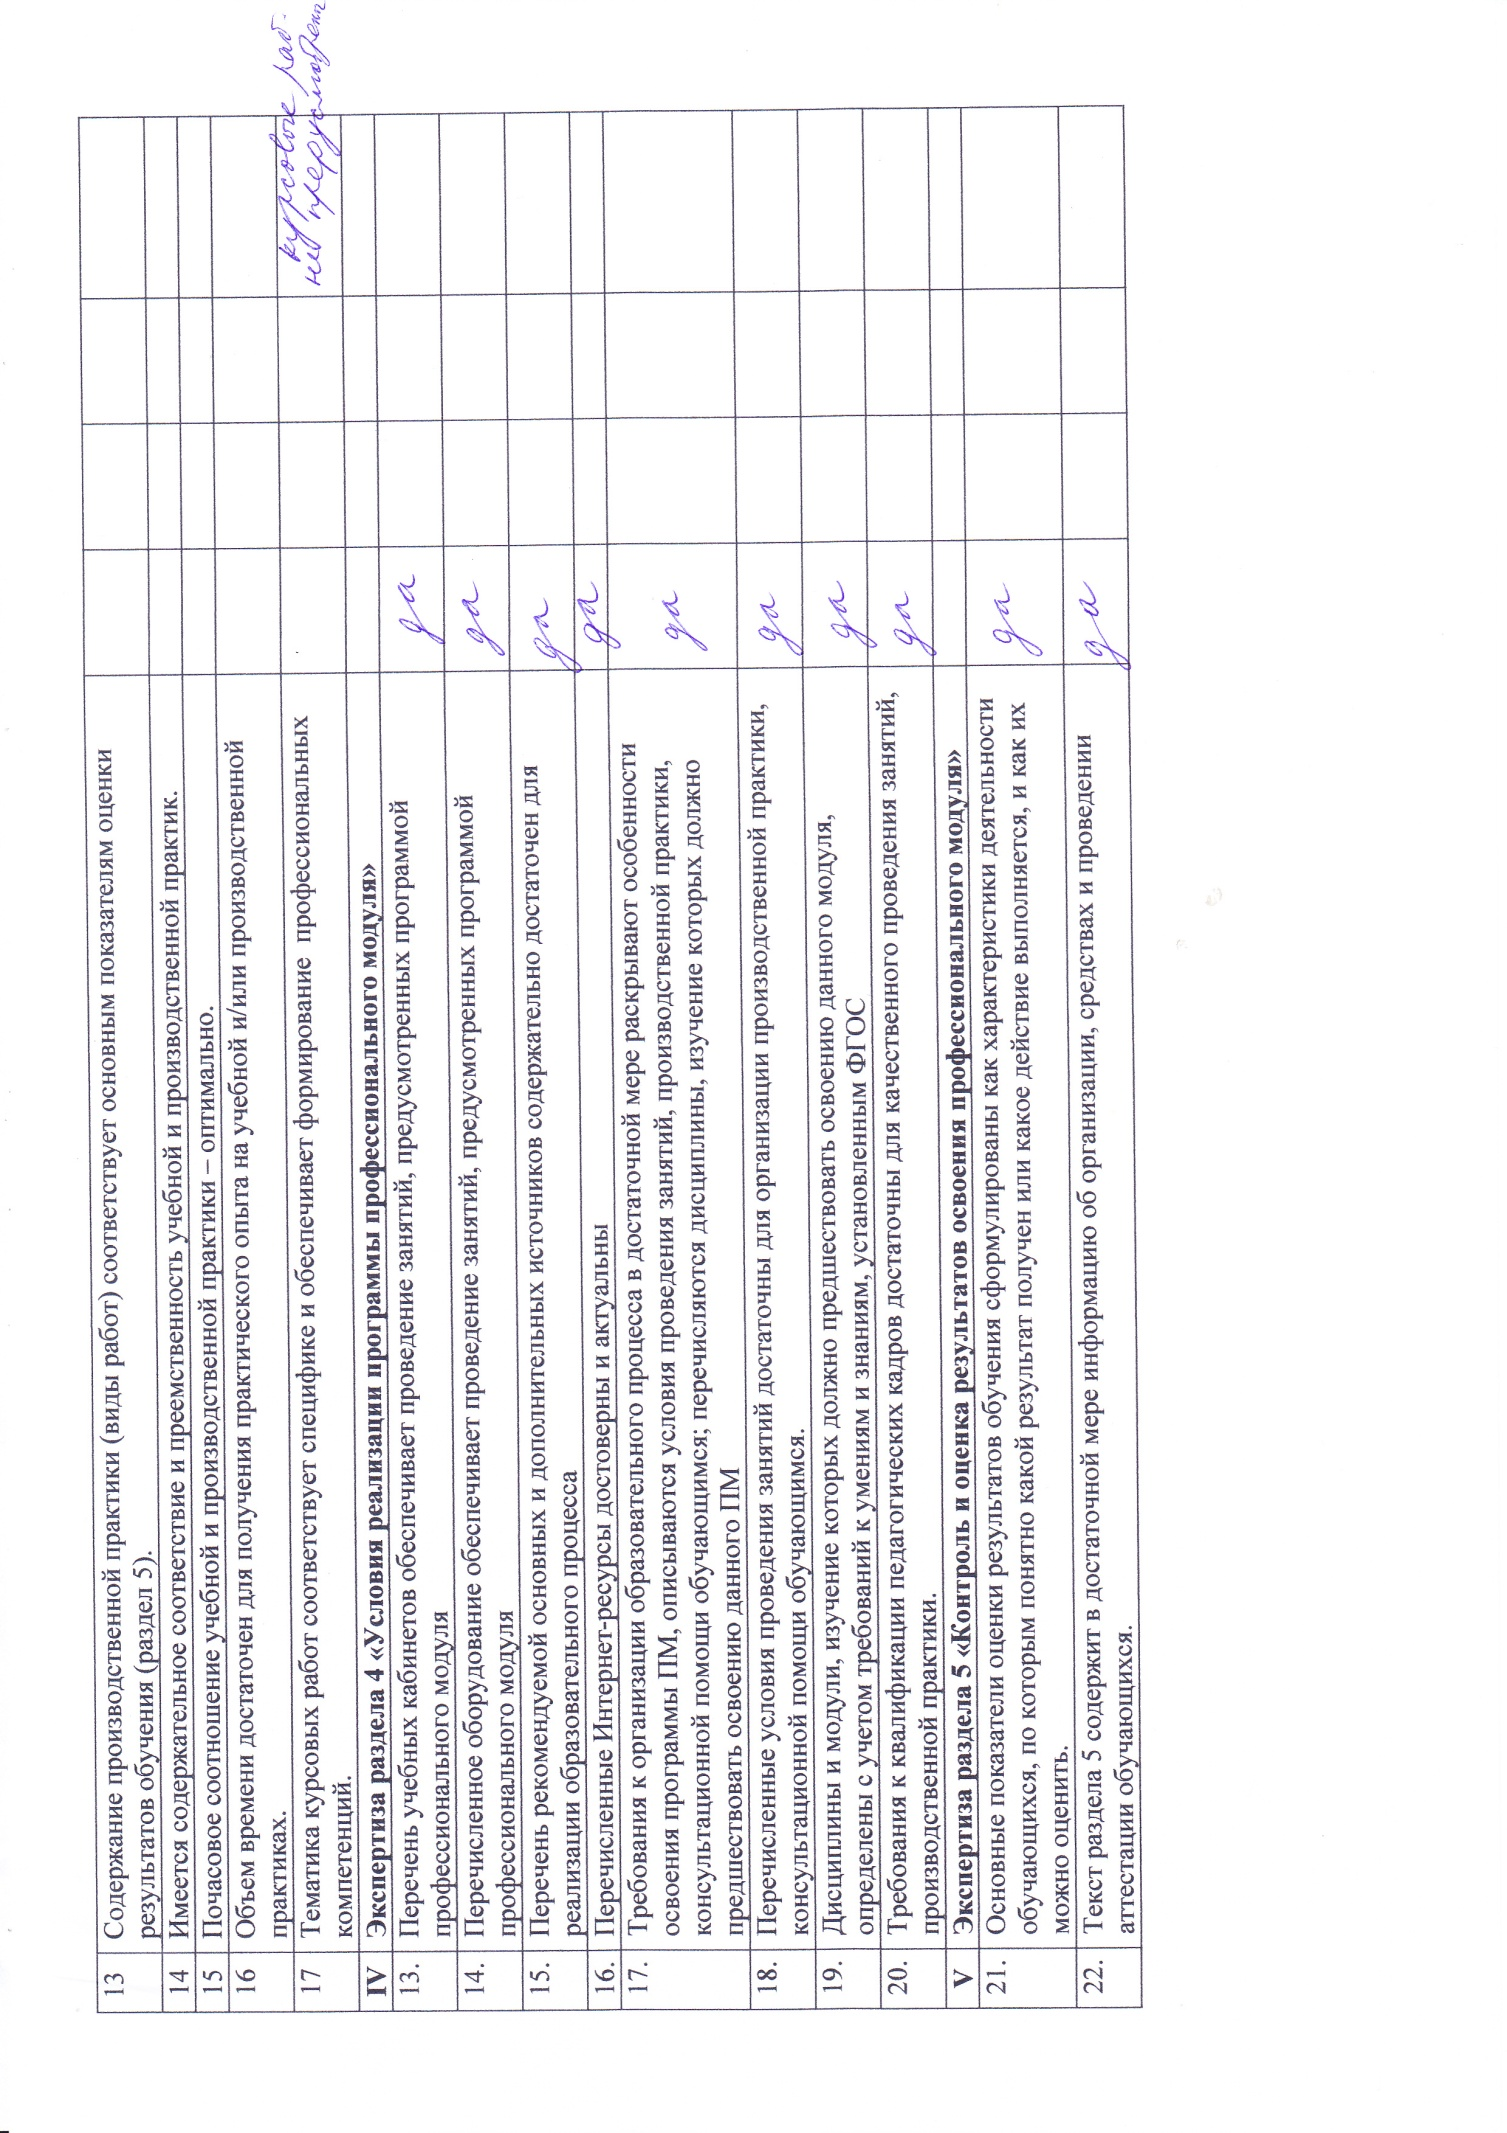 13 Содержание производственной практики (виды работ) соответствует основным показателям оценки
результатов обучения (раздел 5).
14 Имеется содержательное соответствие и преемственность учебной и производственной практик.
15 Почасовое соотношение учебной и производственной практики – оптимально.
16 Объем времени достаточен для получения практического опыта на учебной и/или производственной
практиках.
17 Тематика курсовых работ соответствует специфике и обеспечивает формирование профессиональных курсовые раб.
компетенций. не предусмотрены
IV Экспертиза раздела 4 «Условия реализации программы профессионального модуля»
13. Перечень учебных кабинетов обеспечивает проведение занятий, предусмотренных программой да
профессионального модуля
14. Перечисленное оборудование обеспечивает проведение занятий, предусмотренных программой да
профессионального модуля
15. Перечень рекомендуемой основных и дополнительных источников содержательно достаточен для да
реализации образовательного процесса
16. Перечисленные Интернет-ресурсы достоверны и актуальны да
17. Требования к организации образовательного процесса в достаточной мере раскрывают особенности
освоения программы ПМ, описываются условия проведения занятий, производственной практики, да
консультационной помощи обучающимся; перечисляются дисциплины, изучение которых должно
предшествовать освоению данного ПМ
18. Перечисленные условия проведения занятий достаточны для организации производственной практики, да
консультационной помощи обучающимся.
19. Дисциплины и модули, изучение которых должно предшествовать освоению данного модуля, да
определены с учетом требований к умениям и знаниям, установленным ФГОС
20. Требования к квалификации педагогических кадров достаточны для качественного проведения занятий, да
производственной практики.
V Экспертиза раздела 5 «Контроль и оценка результатов освоения профессионального модуля»
21. Основные показатели оценки результатов обучения сформулированы как характеристики деятельности да
обучающихся, по которым понятно какой результат получен или какое действие выполняется, и как их
можно оценить.
22. Текст раздела 5 содержит в достаточной мере информацию об организации, средствах и проведении да
аттестации обучающихся.